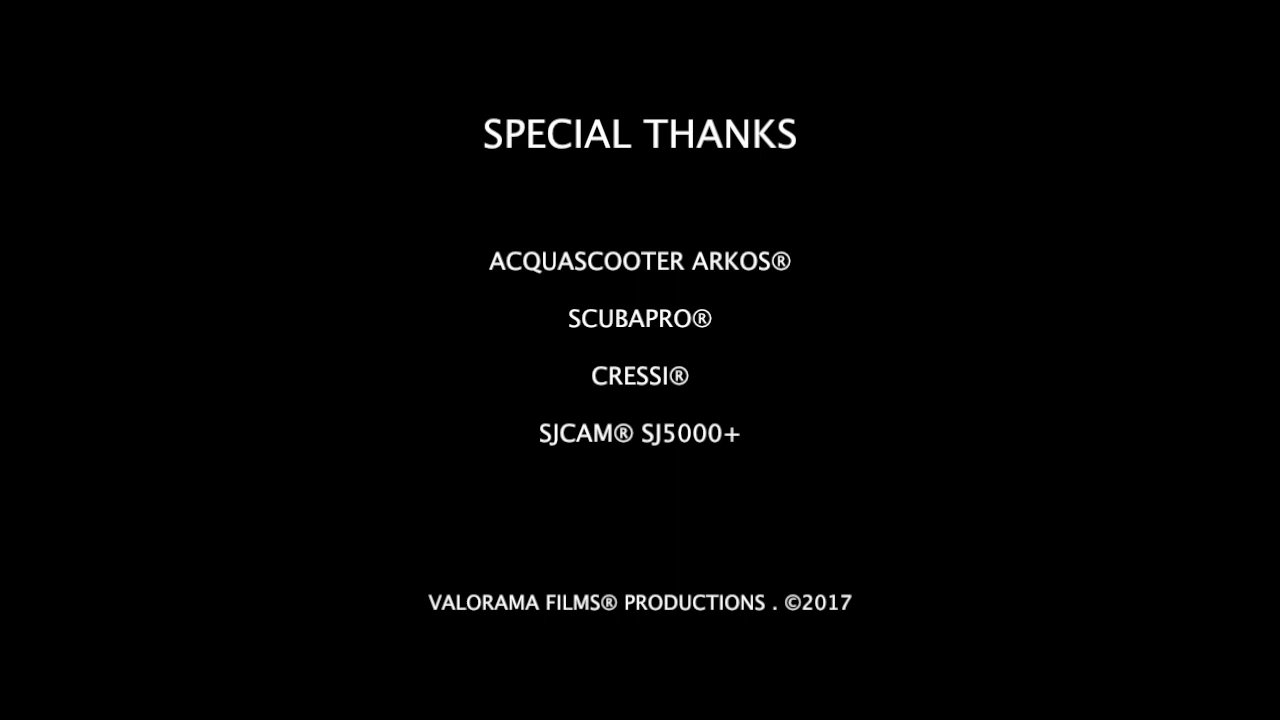 SPECIAL THANKS
ACQUASCOOTER ARKOS®
SCUBAPRO®
CRESSI®
SJCAM® SJ5000+
VALORAMA FILMS® PRODUCTIONS . ©2017